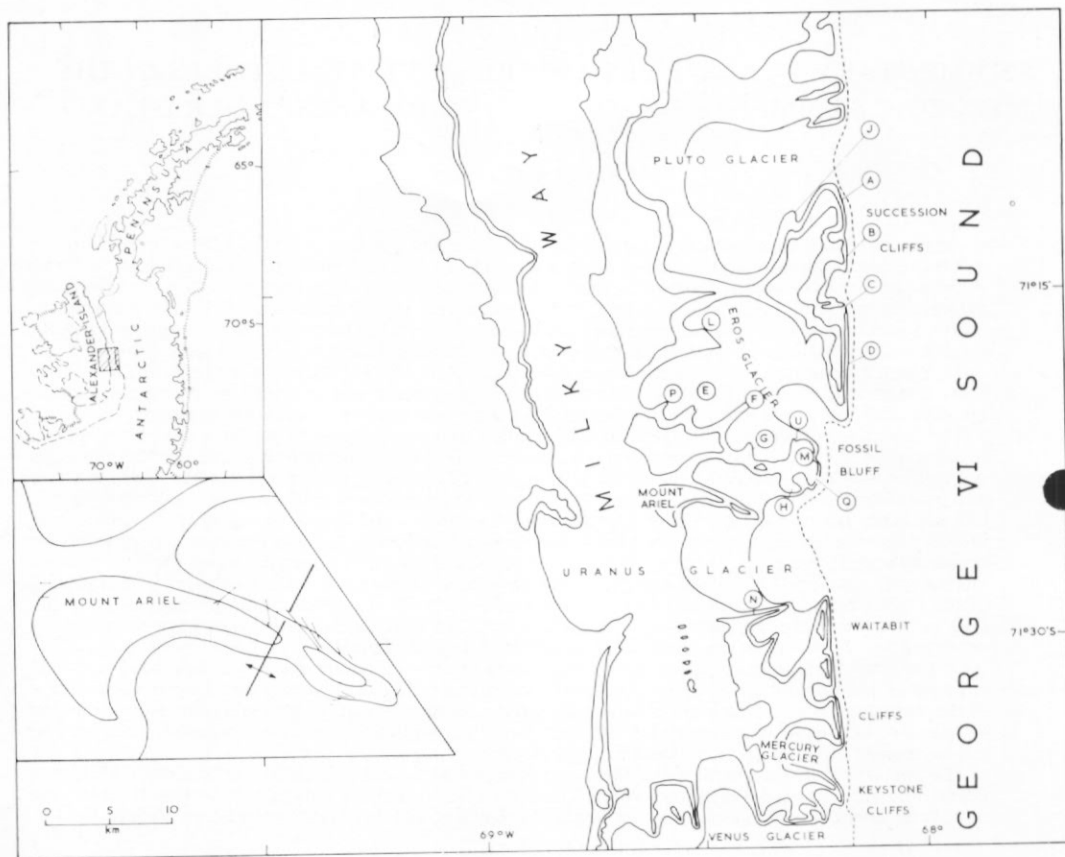 65°
70°S
PENINSULA
ANTARCTIC
ALEXANDER ISLAND
70°W
60°
MOUNT ARIEL
0 5 10
km
MILKY WAY
PLUTO GLACIER
EROS GLACIER
MOUNT
ARIEL
URANUS GLACIER
MERCURY
GLACIER
VENUS GLACIER
J
A
SUCCESSION
B
CLIFFS
C
D
L
P
E
F
G
U
M
FOSSIL
BLUFF
Q
H
N
WAITABIT
CLIFFS
KEYSTONE
CLIFFS
GEORGE VI SOUND
71°15'
71°30'S
69°W
68°